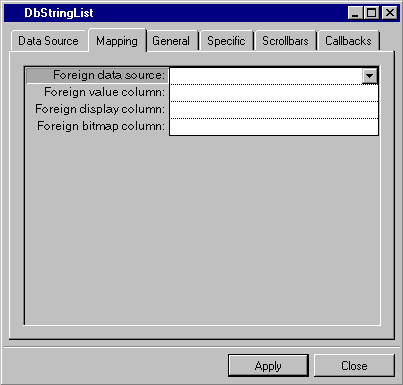 DbStringList
Data Source Mapping General Specific Scrollbars Callbacks
Foreign data source:
Foreign value column:
Foreign display column:
Foreign bitmap column:
Apply Close